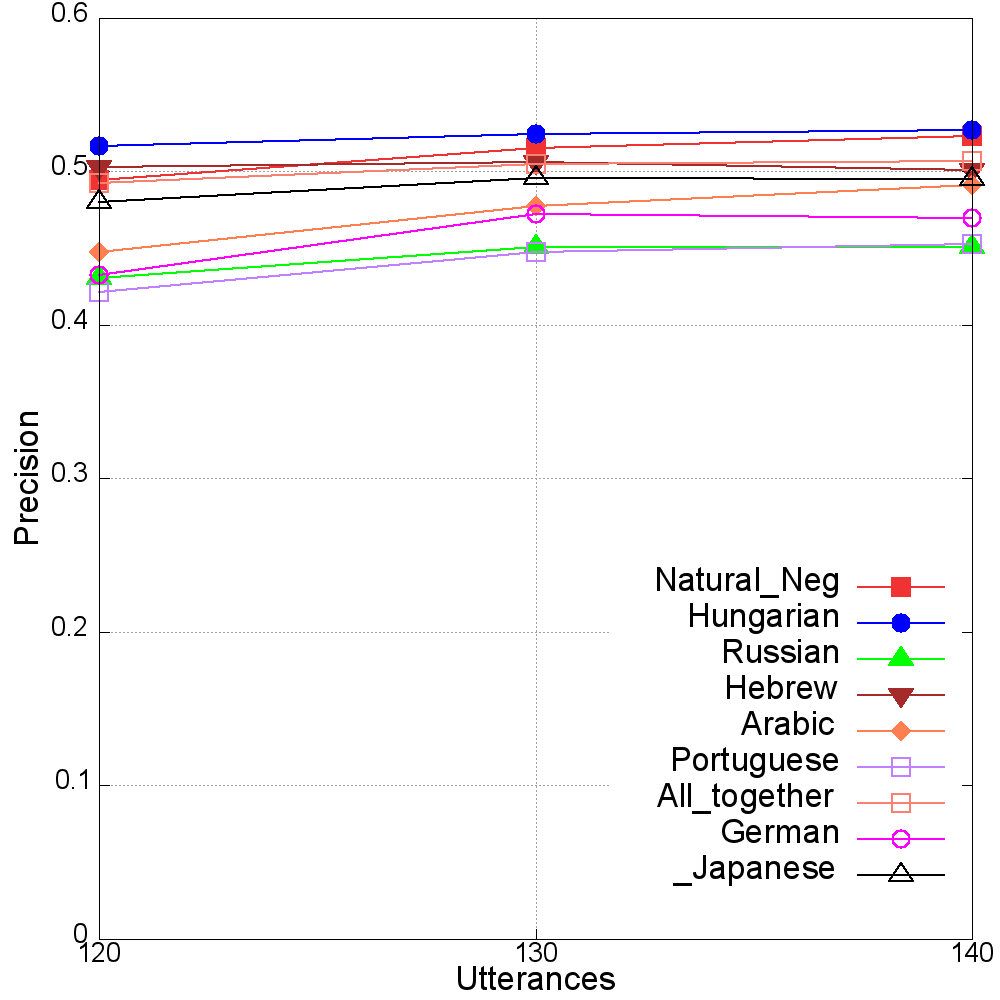 0.6
0.5
0.4
0.3
0.2
0.1
0
Precision
Natural_Neg
Hungarian
Russian
Hebrew
Arabic
Portuguese
All_together
German
_Japanese
120 130 140
Utterances